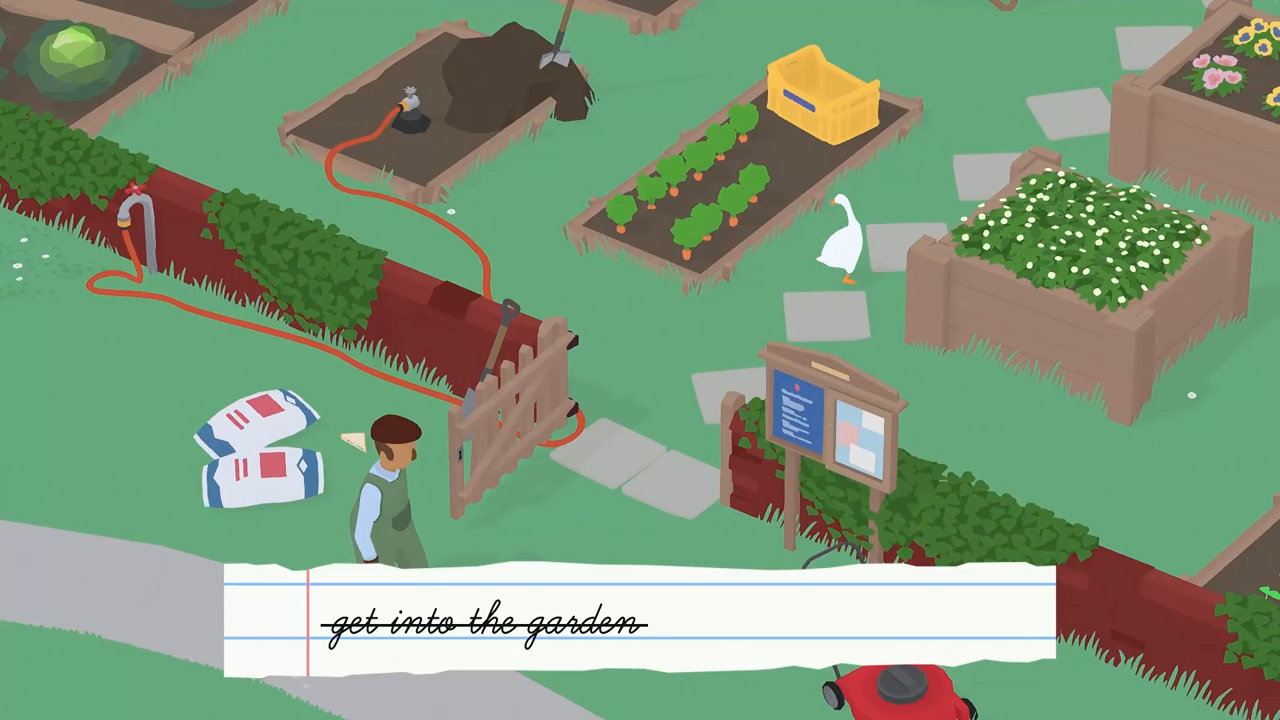 get into the garden